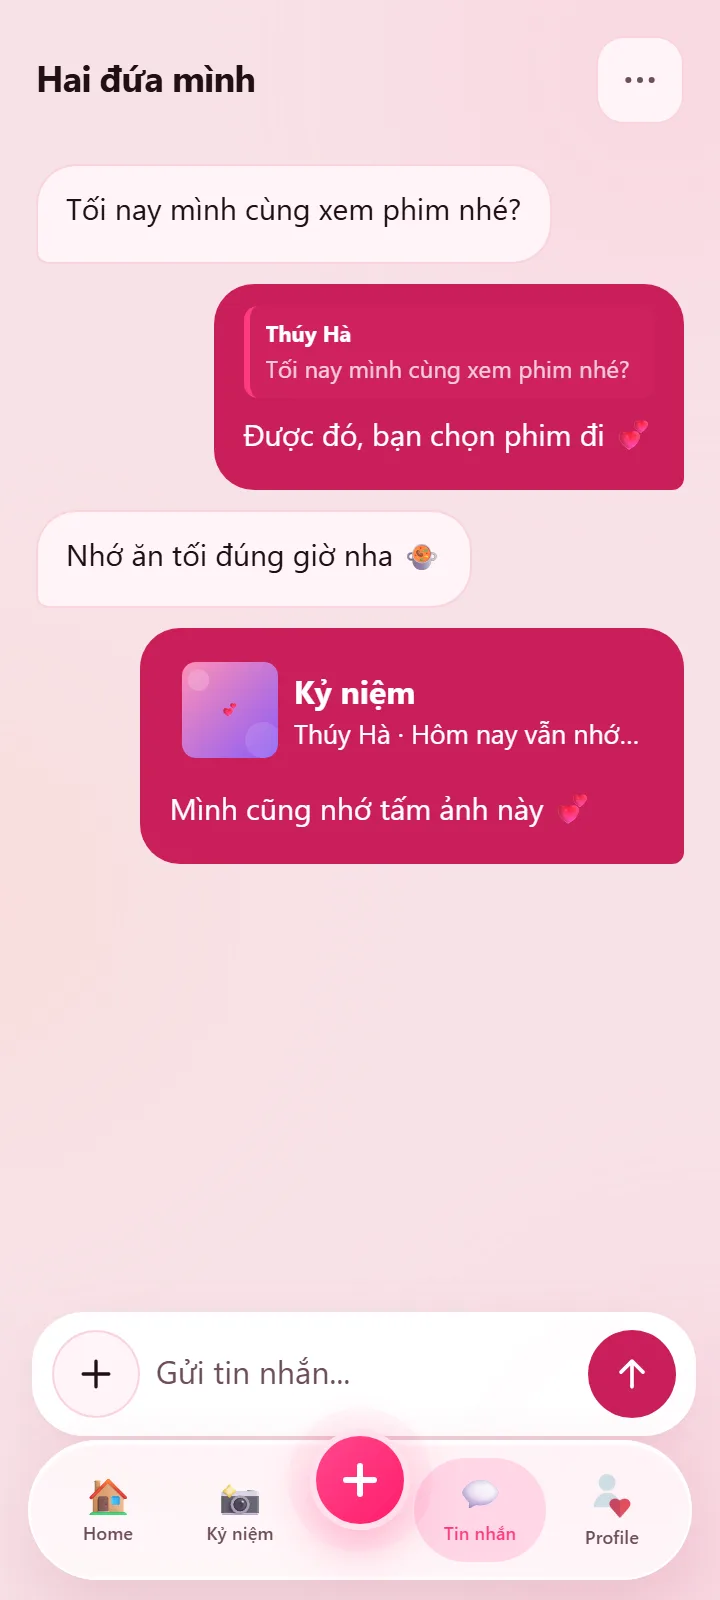 Hai đứa mình
Tối nay mình cùng xem phim nhé?
Thúy Hà
Tối nay mình cùng xem phim nhé?
Được đó, bạn chọn phim đi 💕
Nhớ ăn tối đúng giờ nha 🍲
Kỷ niệm
Thúy Hà · Hôm nay vẫn nhớ...
Mình cũng nhớ tấm ảnh này 💕
Gửi tin nhắn...
Home
Kỷ niệm
Tin nhắn
Profile